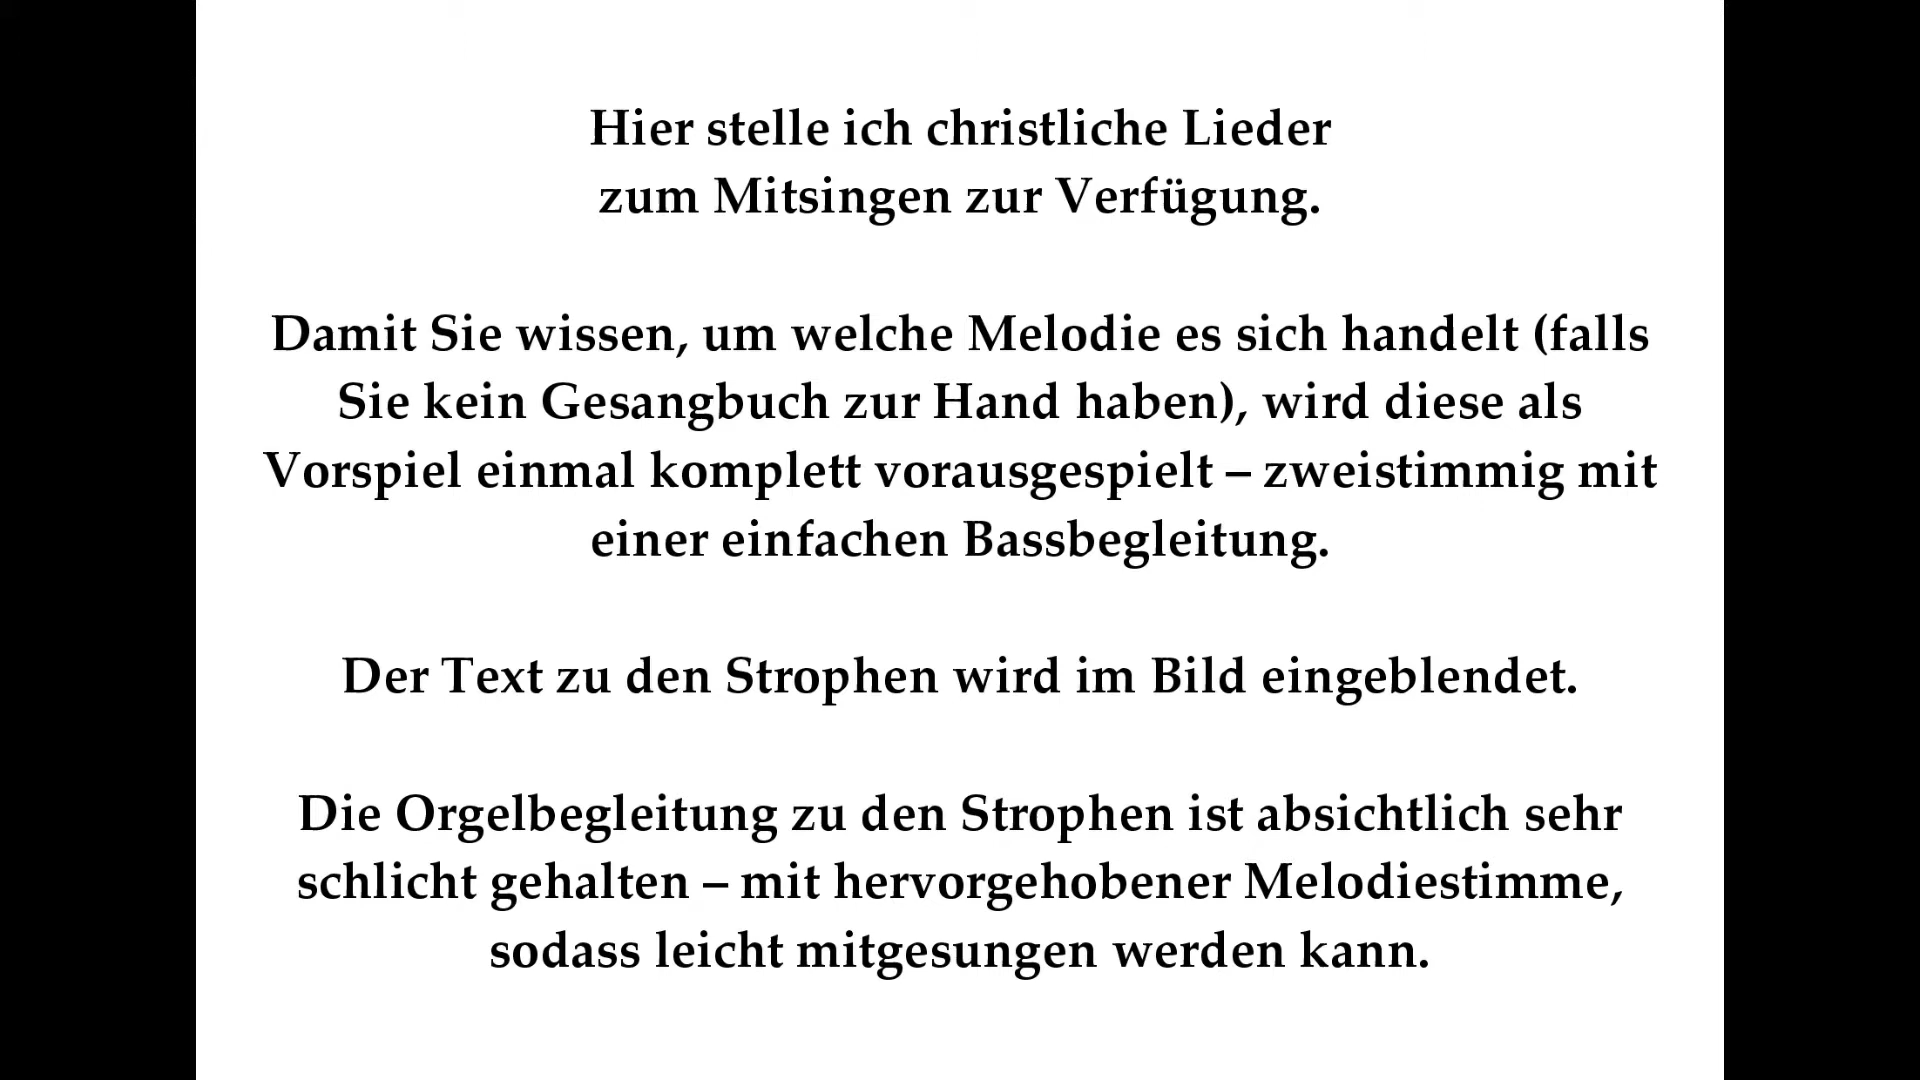 Hier stelle ich christliche Lieder
zum Mitsingen zur Verfügung.
Damit Sie wissen, um welche Melodie es sich handelt (falls
Sie kein Gesangbuch zur Hand haben), wird diese als
Vorspiel einmal komplett vorausgespielt – zweistimmig mit
einer einfachen Bassbegleitung.
Der Text zu den Strophen wird im Bild eingeblendet.
Die Orgelbegleitung zu den Strophen ist absichtlich sehr
schlicht gehalten – mit hervorgehobener Melodiestimme,
sodass leicht mitgesungen werden kann.